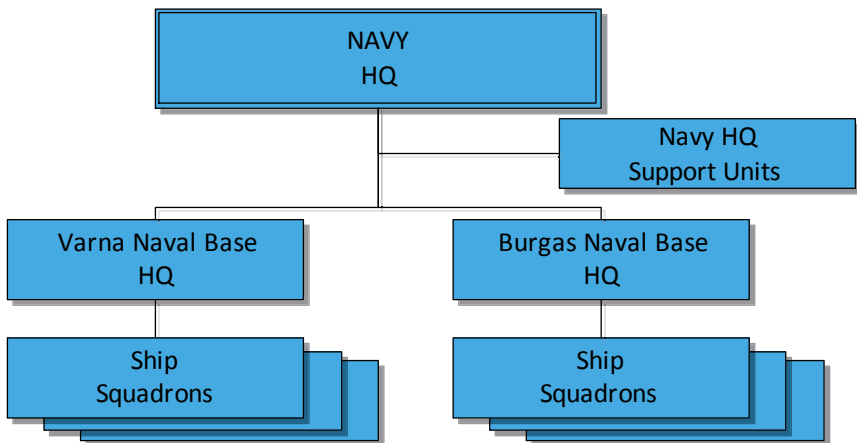 NAVY
HQ
Navy HQ
Support Units
Varna Naval Base
HQ
Burgas Naval Base
HQ
Ship
Squadrons
Ship
Squadrons